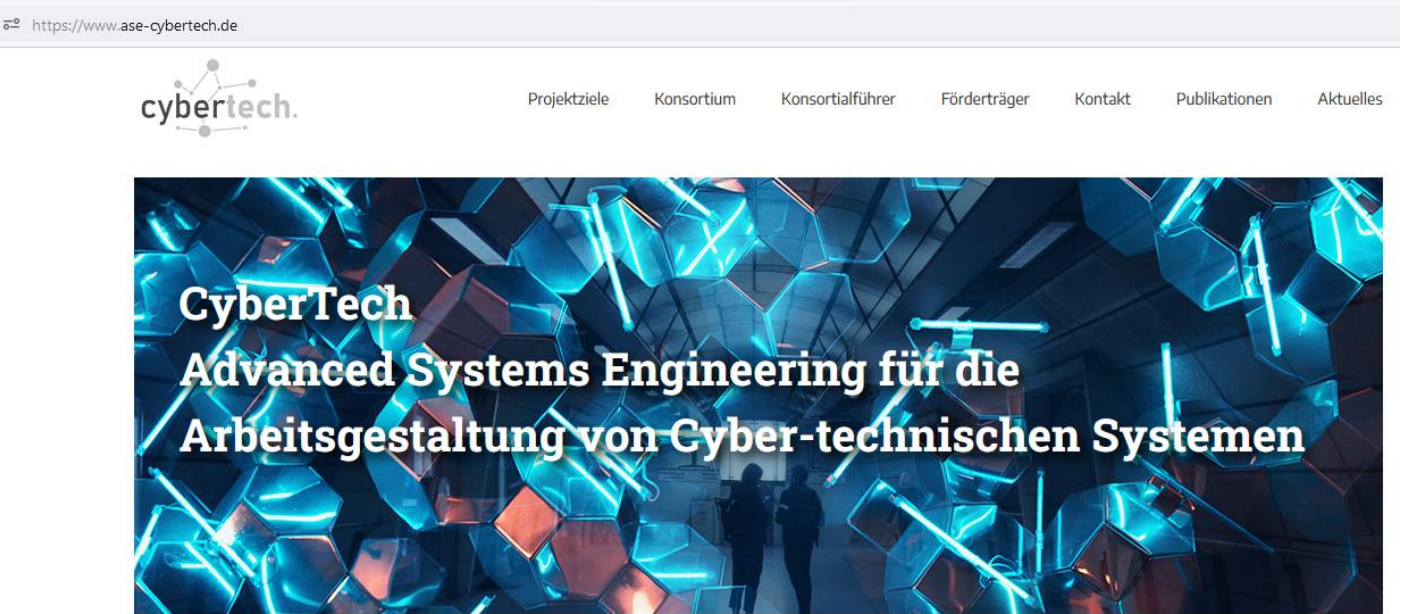 https://www.ase-cybertech.de
cybertech.
Projektziele Konsortium Konsortialführer Förderträger Kontakt Publikationen Aktuelles
CyberTech
Advanced Systems Engineering für die
Arbeitsgestaltung von Cyber-technischen Systemen